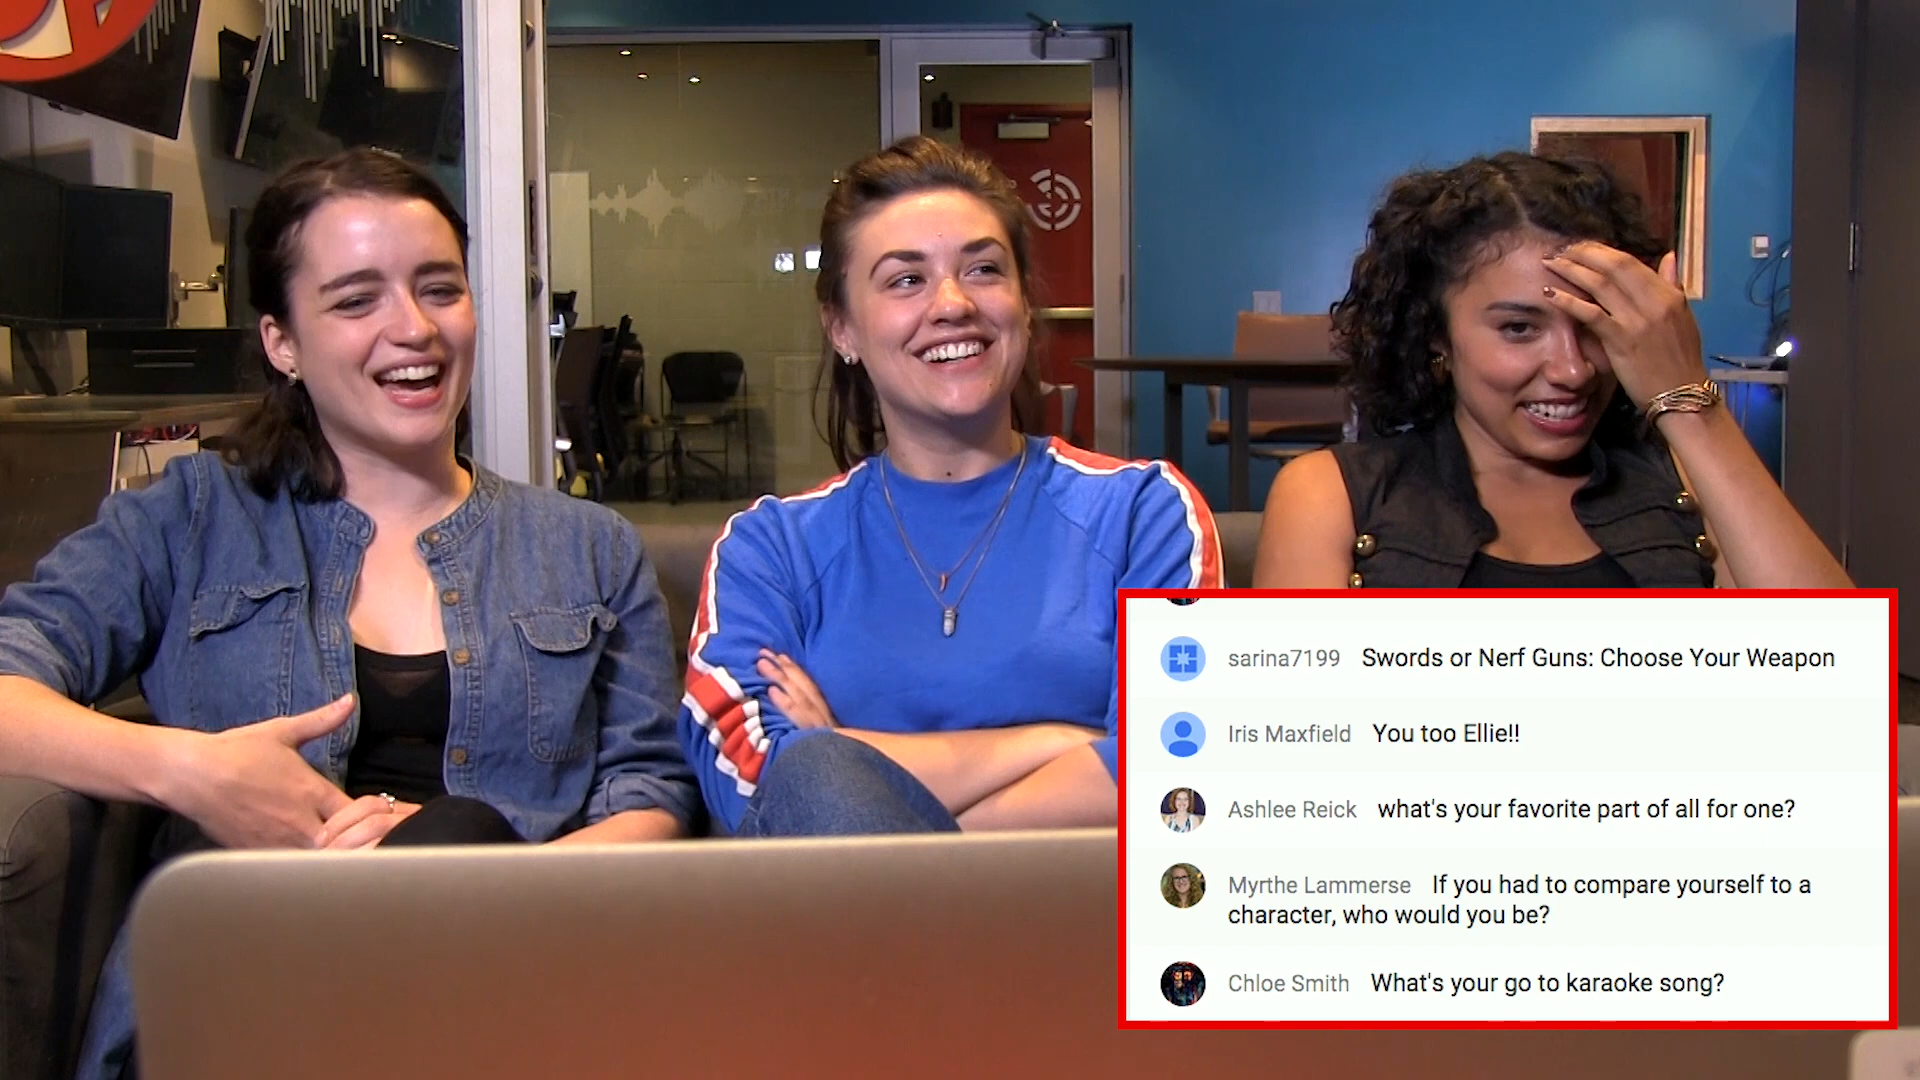 sarina7199 Swords or Nerf Guns: Choose Your Weapon
Iris Maxfield You too Ellie!!
Ashlee Reick what's your favorite part of all for one?
Myrthe Lammerse If you had to compare yourself to a
character, who would you be?
Chloe Smith What's your go to karaoke song?